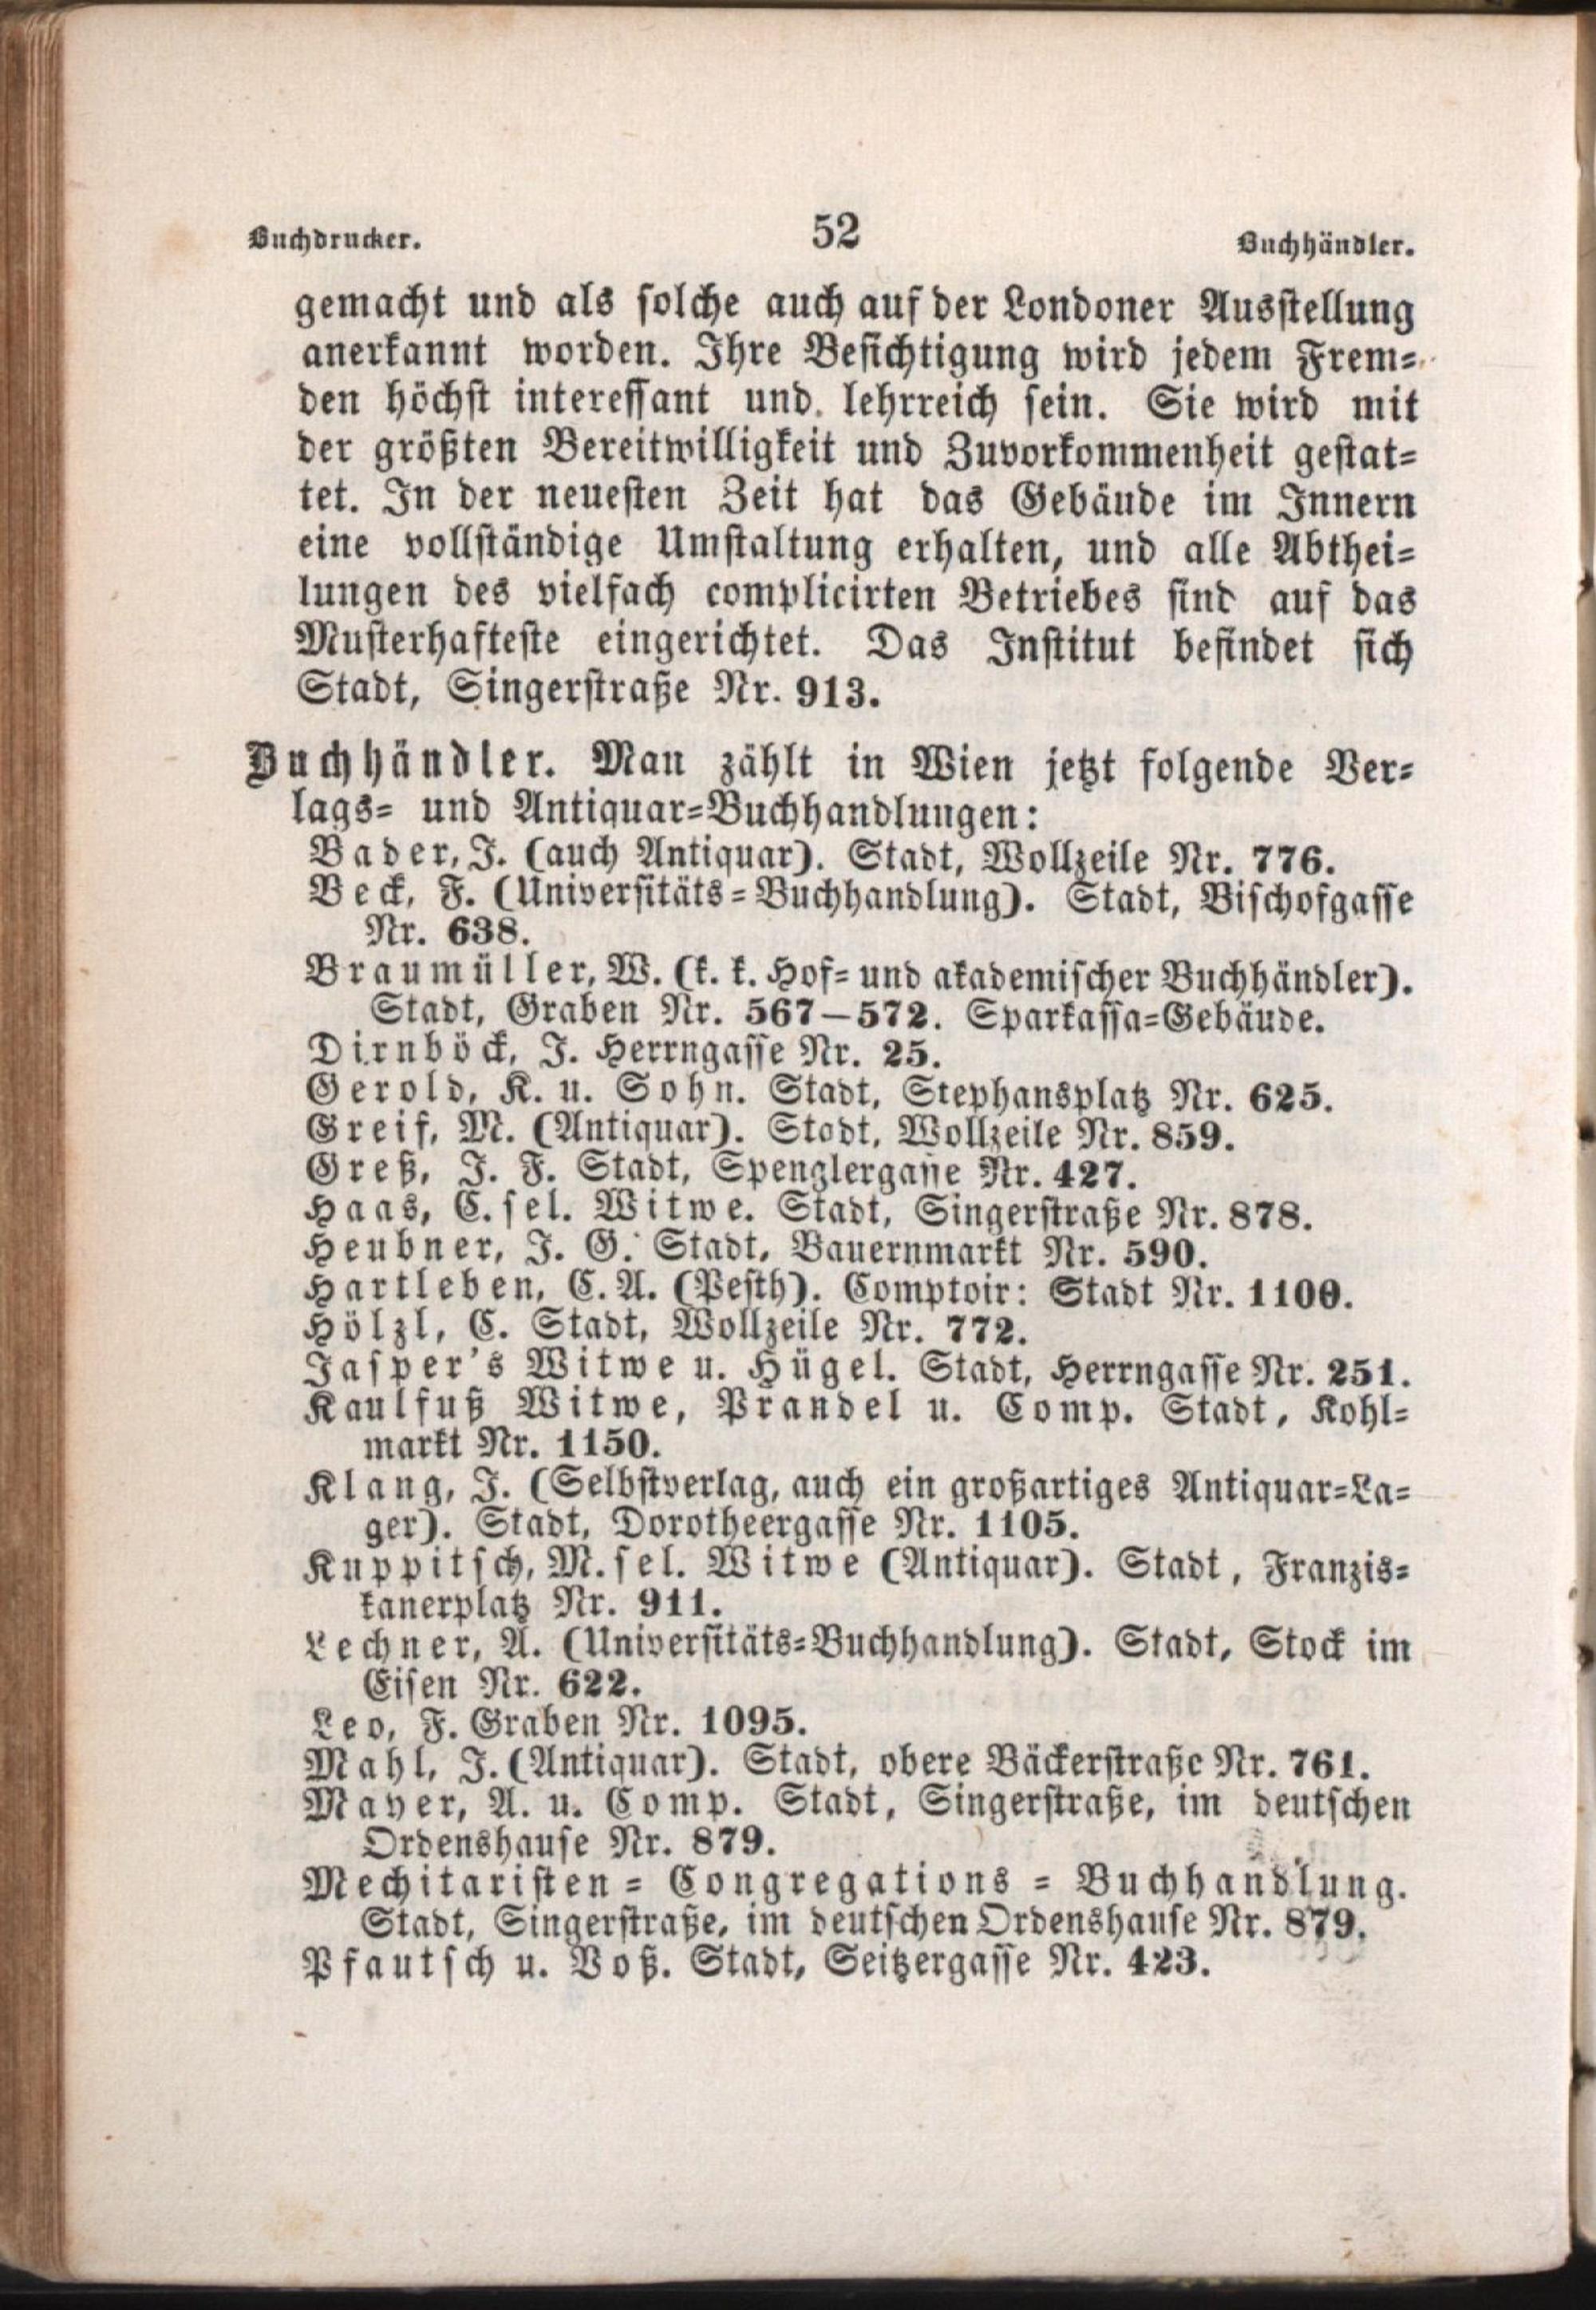 Buchdrucker. 52 Buchhändler.
gemacht und als solche auch auf der Londoner Ausstellung
anerkannt worden. Ihre Besichtigung wird jedem Frem-
den höchst interessant und lehrreich sein. Sie wird mit
der größten Bereitwilligkeit und Zuvorkommenheit gestat-
tet. In der neuesten Zeit hat das Gebäude im Innern
eine vollständige Umstaltung erhalten, und alle Abthei-
lungen des vielfach complicirten Betriebes sind auf das
Musterhafteste eingerichtet. Das Institut befindet sich
Stadt, Singerstraße Nr. 913.
Buchhändler. Man zählt in Wien jetzt folgende Ver-
lags- und Antiquar-Buchhandlungen:
Bader, J. (auch Antiquar). Stadt, Wollzeile Nr. 776.
Beck, F. (Universitäts-Buchhandlung). Stadt, Bischofgasse
Nr. 638.
Braumüller, W. (k. k. Hof- und akademischer Buchhändler).
Stadt, Graben Nr. 567—572. Sparkassa-Gebäude.
Dirnböck, J. Herrngasse Nr. 25.
Gerold, K. u. Sohn. Stadt, Stephansplatz Nr. 625.
Greif, M. (Antiquar). Stadt, Wollzeile Nr. 859.
Greß, J. F. Stadt, Spenglergasse Nr. 427.
Haas, C. sel. Witwe. Stadt, Singerstraße Nr. 878.
Heubner, J. G. Stadt, Bauernmarkt Nr. 590.
Hartleben, C. A. (Pesth). Comptoir: Stadt Nr. 1100.
Hölzl, C. Stadt, Wollzeile Nr. 772.
Jasper's Witwe u. Hügel. Stadt, Herrngasse Nr. 251.
Kaulfuß Witwe, Prandel u. Comp. Stadt, Kohl-
markt Nr. 1150.
Klang, J. (Selbstverlag, auch ein großartiges Antiquar-La-
ger). Stadt, Dorotheergasse Nr. 1105.
Kuppitsch, M. sel. Witwe (Antiquar). Stadt, Franzis-
kanerplatz Nr. 911.
Lechner, A. (Universitäts-Buchhandlung). Stadt, Stock im
Eisen Nr. 622.
Leo, F. Graben Nr. 1095.
Mahl, J. (Antiquar). Stadt, obere Bäckerstraße Nr. 761.
Mayer, A. u. Comp. Stadt, Singerstraße, im deutschen
Ordenshause Nr. 879.
Mechitaristen-Congregations-Buchhandlung.
Stadt, Singerstraße, im deutschen Ordenshause Nr. 879.
Pfautsch u. Voß. Stadt, Seitzergasse Nr. 423.